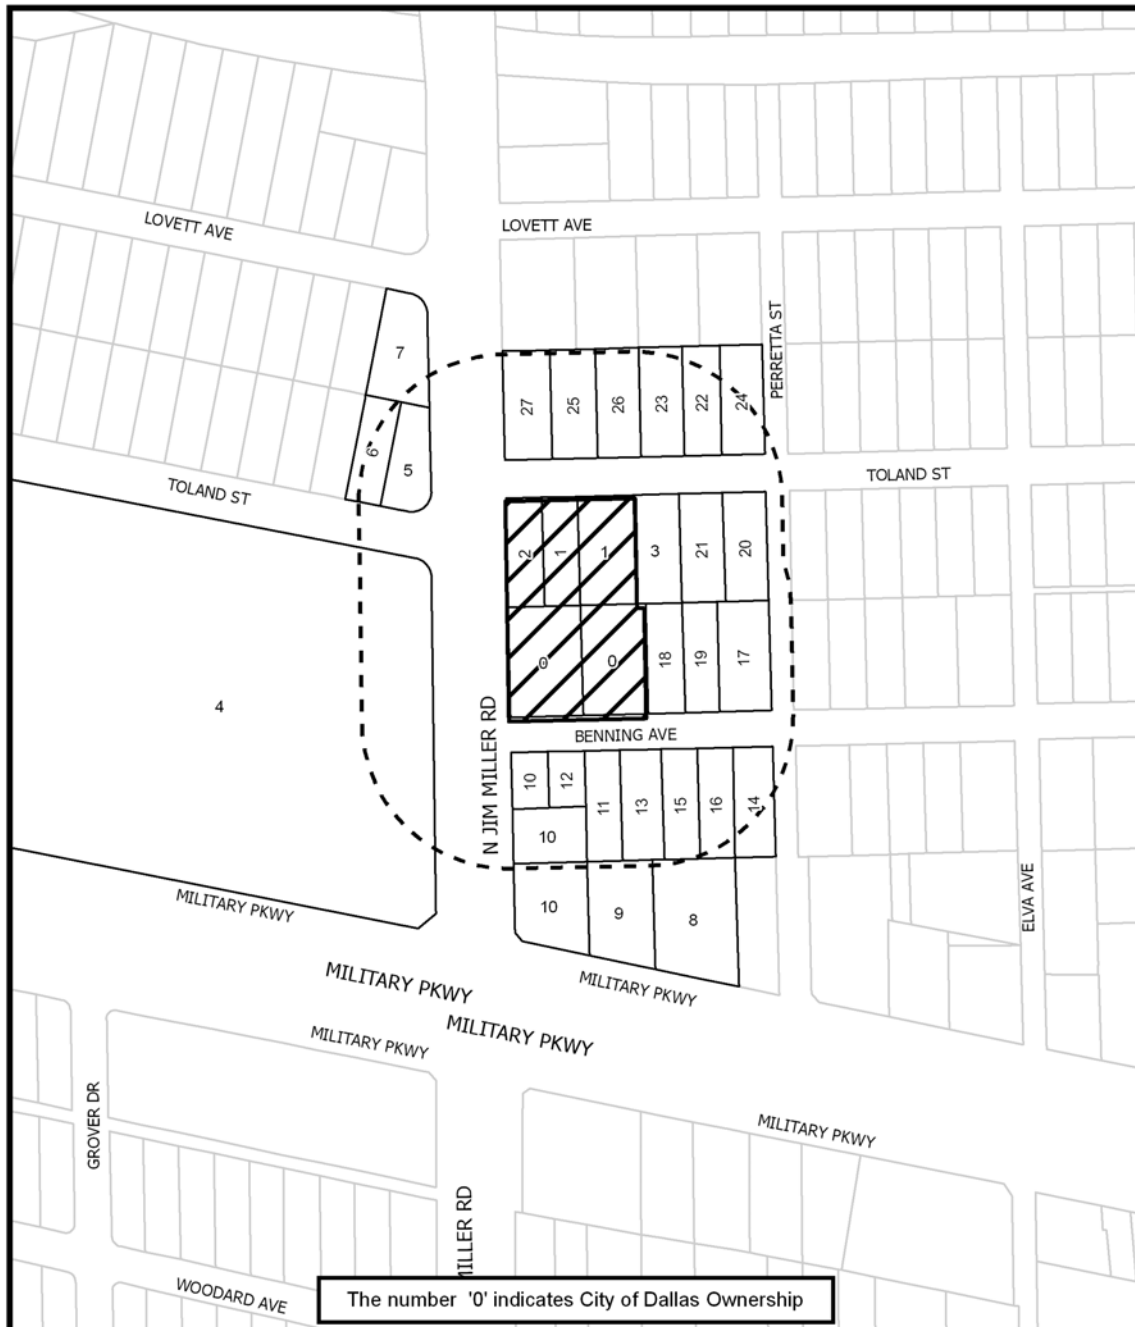 LOVETT AVE
LOVETT AVE
PERRETTA ST
7
27
25
26
23
22
24
6
5
TOLAND ST
TOLAND ST
2
1
1
3
21
20
0
0
18
19
17
4
N JIM MILLER RD
BENNING AVE
10
12
11
13
15
16
14
10
10
9
8
ELVA AVE
MILITARY PKWY
MILITARY PKWY
MILITARY PKWY
MILITARY PKWY
MILITARY PKWY
GROVER DR
MILITARY PKWY
MILLER RD
WOODARD AVE
The number '0' indicates City of Dallas Ownership